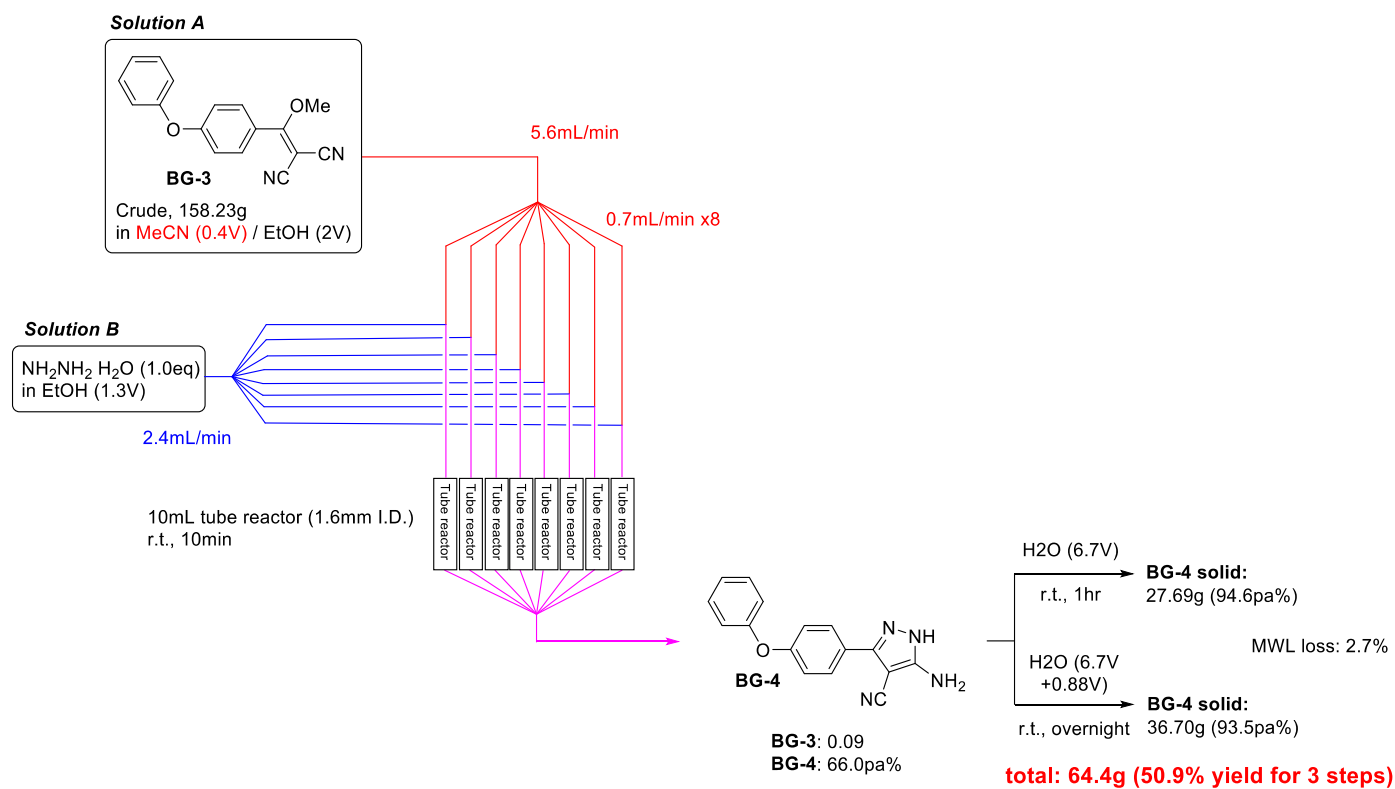 Solution A
O
OMe
CN
NC
BG-3
Crude, 158.23g
in MeCN (0.4V) / EtOH (2V)
5.6mL/min
0.7mL/min x8
Solution B
NH2NH2 H2O (1.0eq)
in EtOH (1.3V)
2.4mL/min
10mL tube reactor (1.6mm I.D.)
r.t., 10min
Tube reactor
Tube reactor
Tube reactor
Tube reactor
Tube reactor
Tube reactor
Tube reactor
Tube reactor
O
N
NH
NH2
NC
BG-4
BG-3: 0.09
BG-4: 66.0pa%
H2O (6.7V)
r.t., 1hr
BG-4 solid:
27.69g (94.6pa%)
MWL loss: 2.7%
H2O (6.7V
+0.88V)
r.t., overnight
BG-4 solid:
36.70g (93.5pa%)
total: 64.4g (50.9% yield for 3 steps)